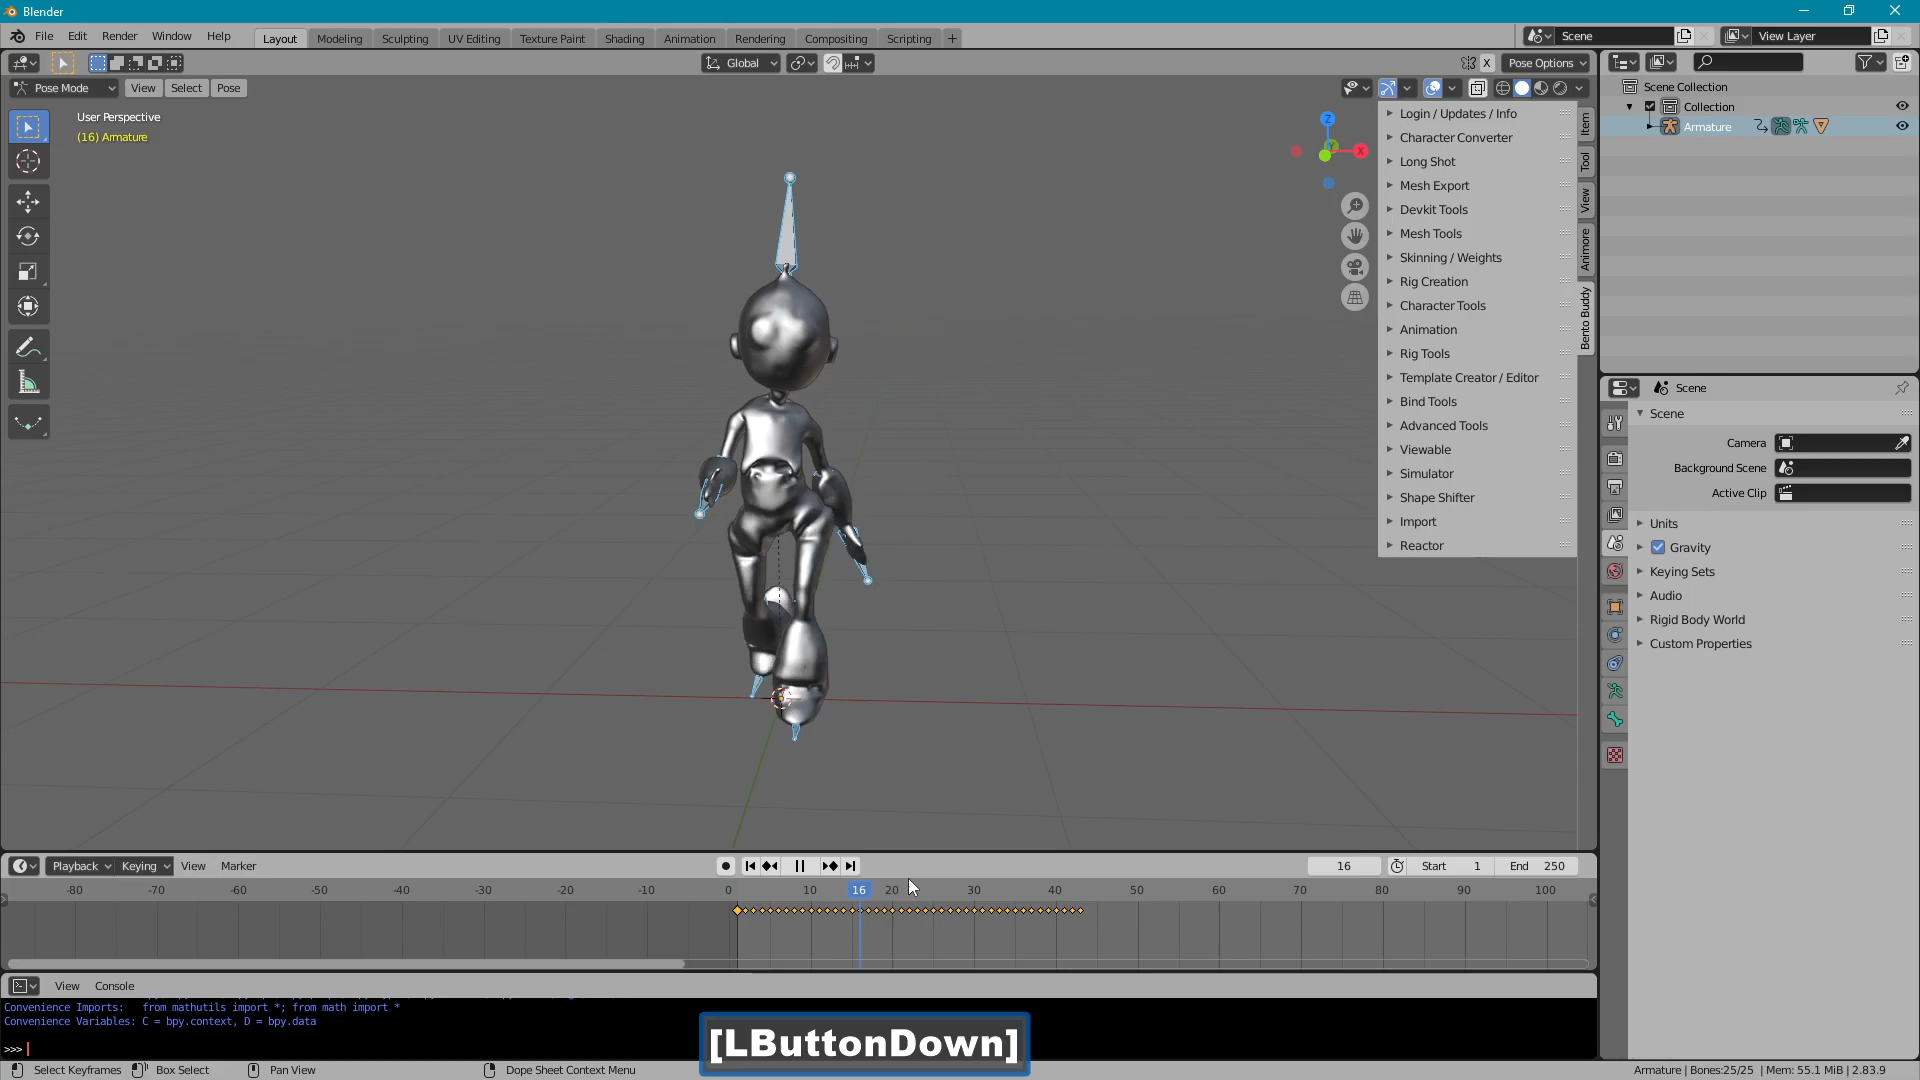 Blender
File Edit Render Window Help
Layout Modeling Sculpting UV Editing Texture Paint Shading Animation Rendering Compositing Scripting +
Scene View Layer
Global X Pose Options
Pose Mode View Select Pose
User Perspective
(16) Armature
Z
Y
X
Login / Updates / Info
Character Converter
Long Shot
Mesh Export
Devkit Tools
Mesh Tools
Skinning / Weights
Rig Creation
Character Tools
Animation
Rig Tools
Template Creator / Editor
Bind Tools
Advanced Tools
Viewable
Simulator
Shape Shifter
Import
Reactor
Item
Tool
View
Animore
Bento Buddy
Scene Collection
Collection
Armature
Scene
Scene
Camera
Background Scene
Active Clip
Units
Gravity
Keying Sets
Audio
Rigid Body World
Custom Properties
Playback Keying View Marker 16 Start 1 End 250
-80 -70 -60 -50 -40 -30 -20 -10 0 10 16 20 30 40 50 60 70 80 90 100
View Console
Convenience Imports: from mathutils import *; from math import *
Convenience Variables: C = bpy.context, D = bpy.data
>>>
[LButtonDown]
Select Keyframes Box Select Pan View Dope Sheet Context Menu Armature | Bones:25/25 | Mem: 55.1 MiB | 2.83.9